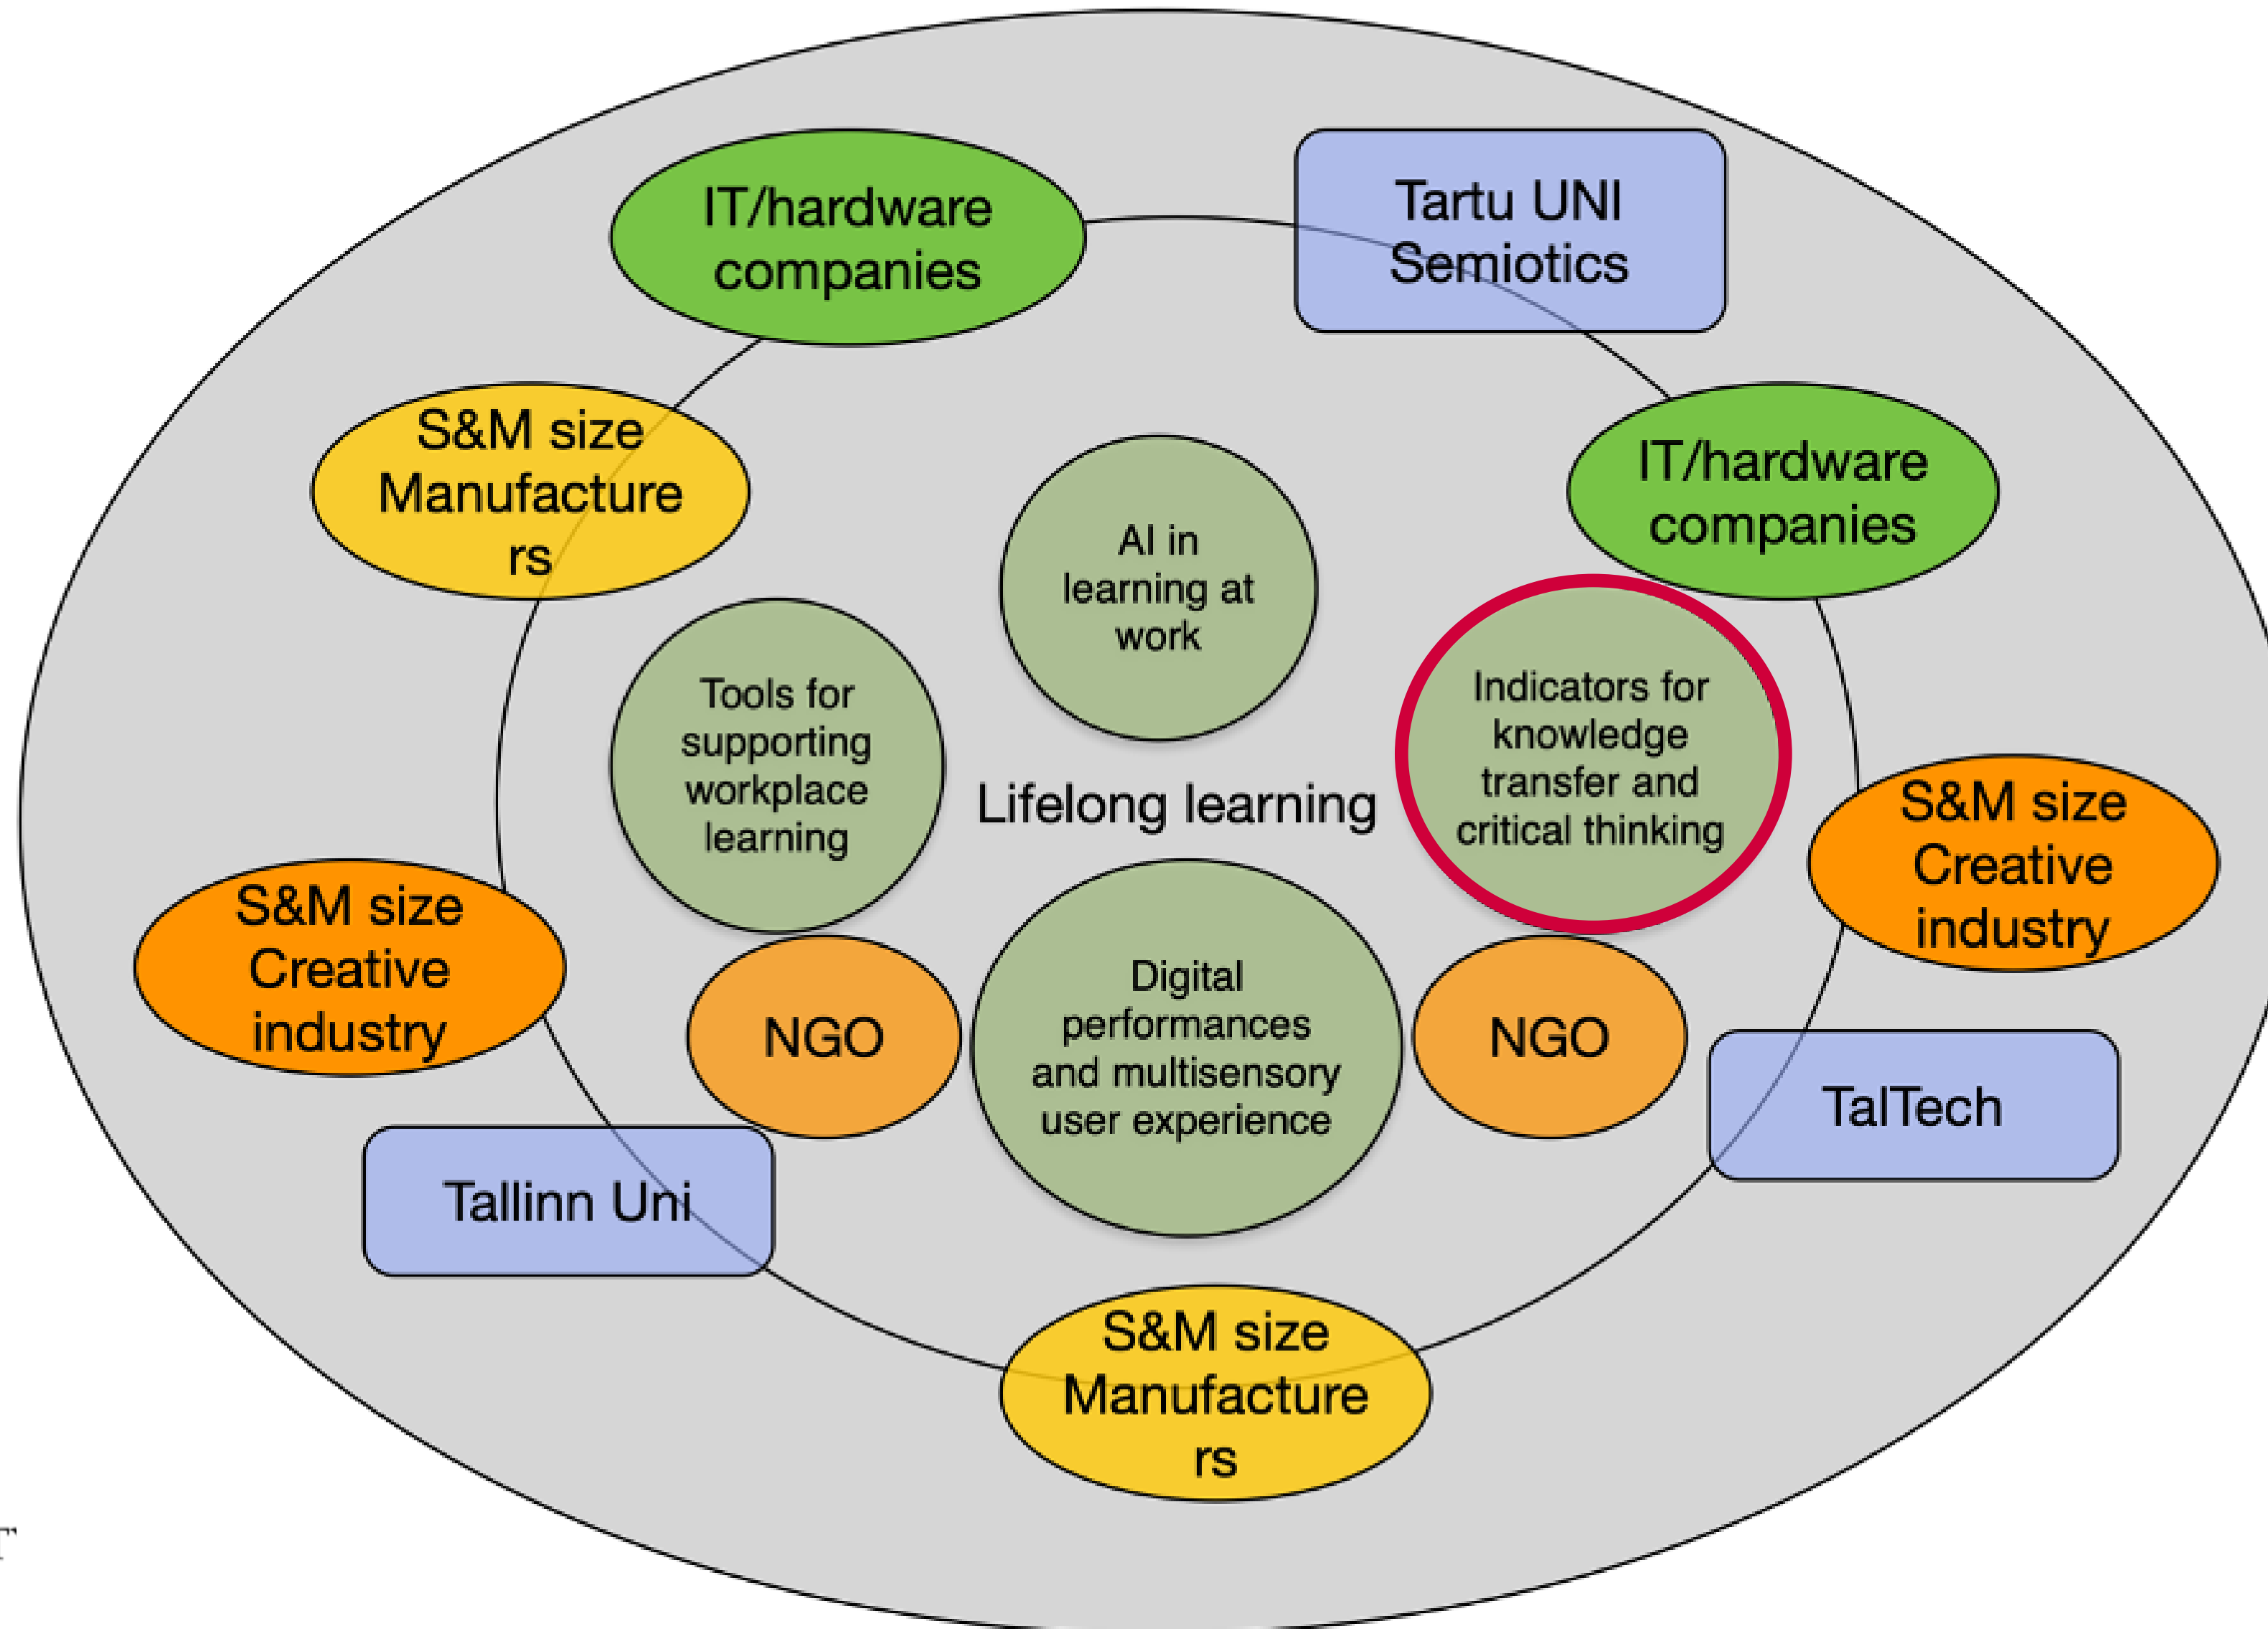 IT/hardware
companies
Tartu UNI
Semiotics
S&M size
Manufacture
rs
IT/hardware
companies
AI in
learning at
work
Tools for
supporting
workplace
learning
Indicators for
knowledge
transfer and
critical thinking
Lifelong learning
S&M size
Creative
industry
S&M size
Creative
industry
NGO
Digital
performances
and multisensory
user experience
NGO
TalTech
Tallinn Uni
S&M size
Manufacture
rs